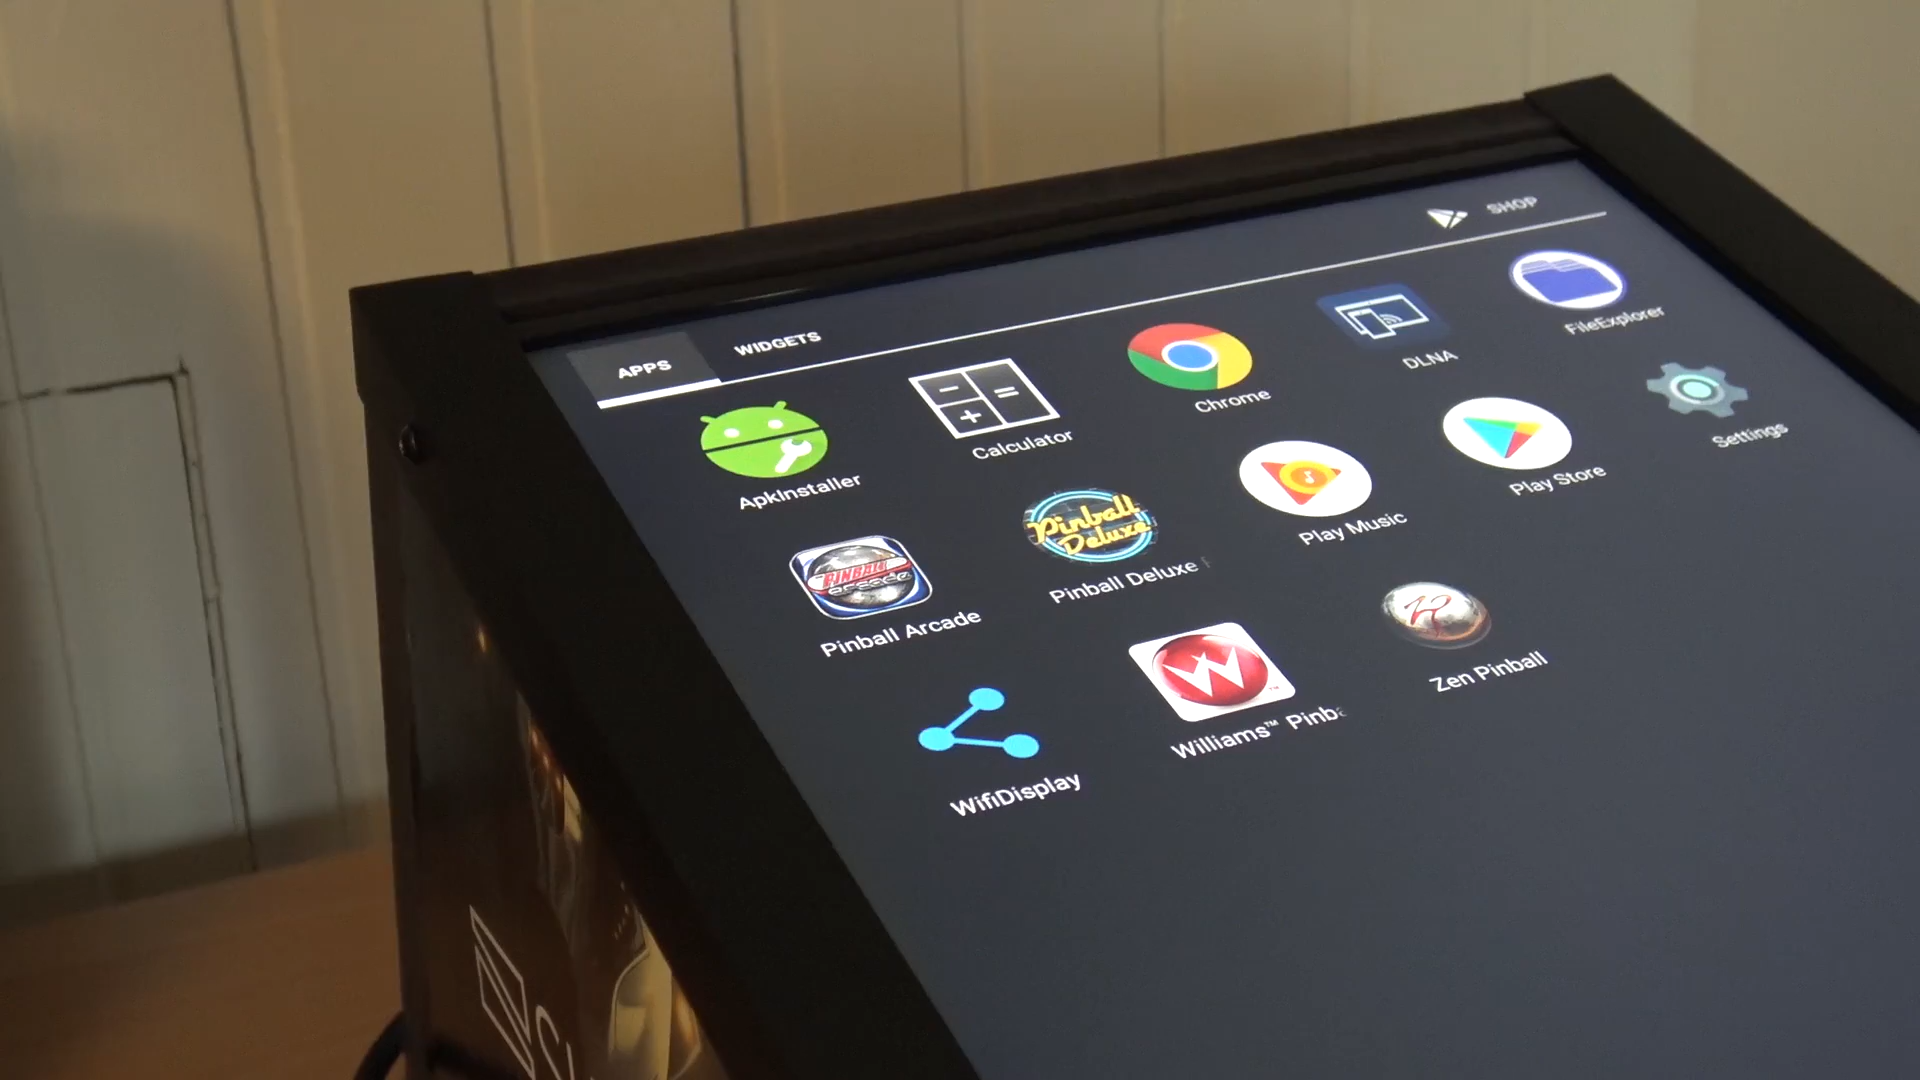 SHOP
APPS
WIDGETS
ApkInstaller
Calculator
Chrome
DLNA
FileExplorer
PINBALL
arcade
Pinball Arcade
Pinball
Deluxe
Pinball Deluxe
Play Music
Play Store
Settings
WifiDisplay
W
Williams™ Pinba
Zen Pinball